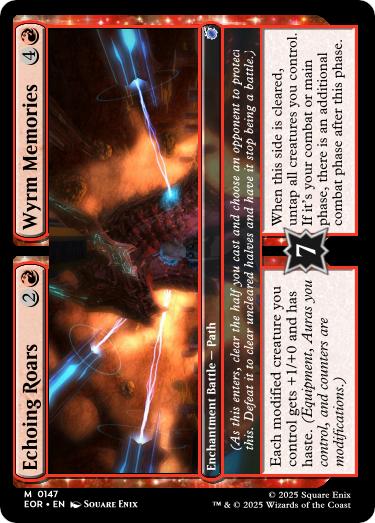 Echoing Roars
2
Wyrm Memories
4
Enchantment Battle — Path
(As this enters, clear the half you cast and choose an opponent to protect
this. Defeat it to clear uncleared halves and have it stop being a battle.)
Each modified creature you
control gets +1/+0 and has
haste. (Equipment, Auras you
control, and counters are
modifications.)
7
When this side is cleared,
untap all creatures you control.
If it's your combat or main
phase, there is an additional
combat phase after this phase.
M 0147
EOR • EN SQUARE ENIX
© 2025 Square Enix
™ & © 2025 Wizards of the Coast